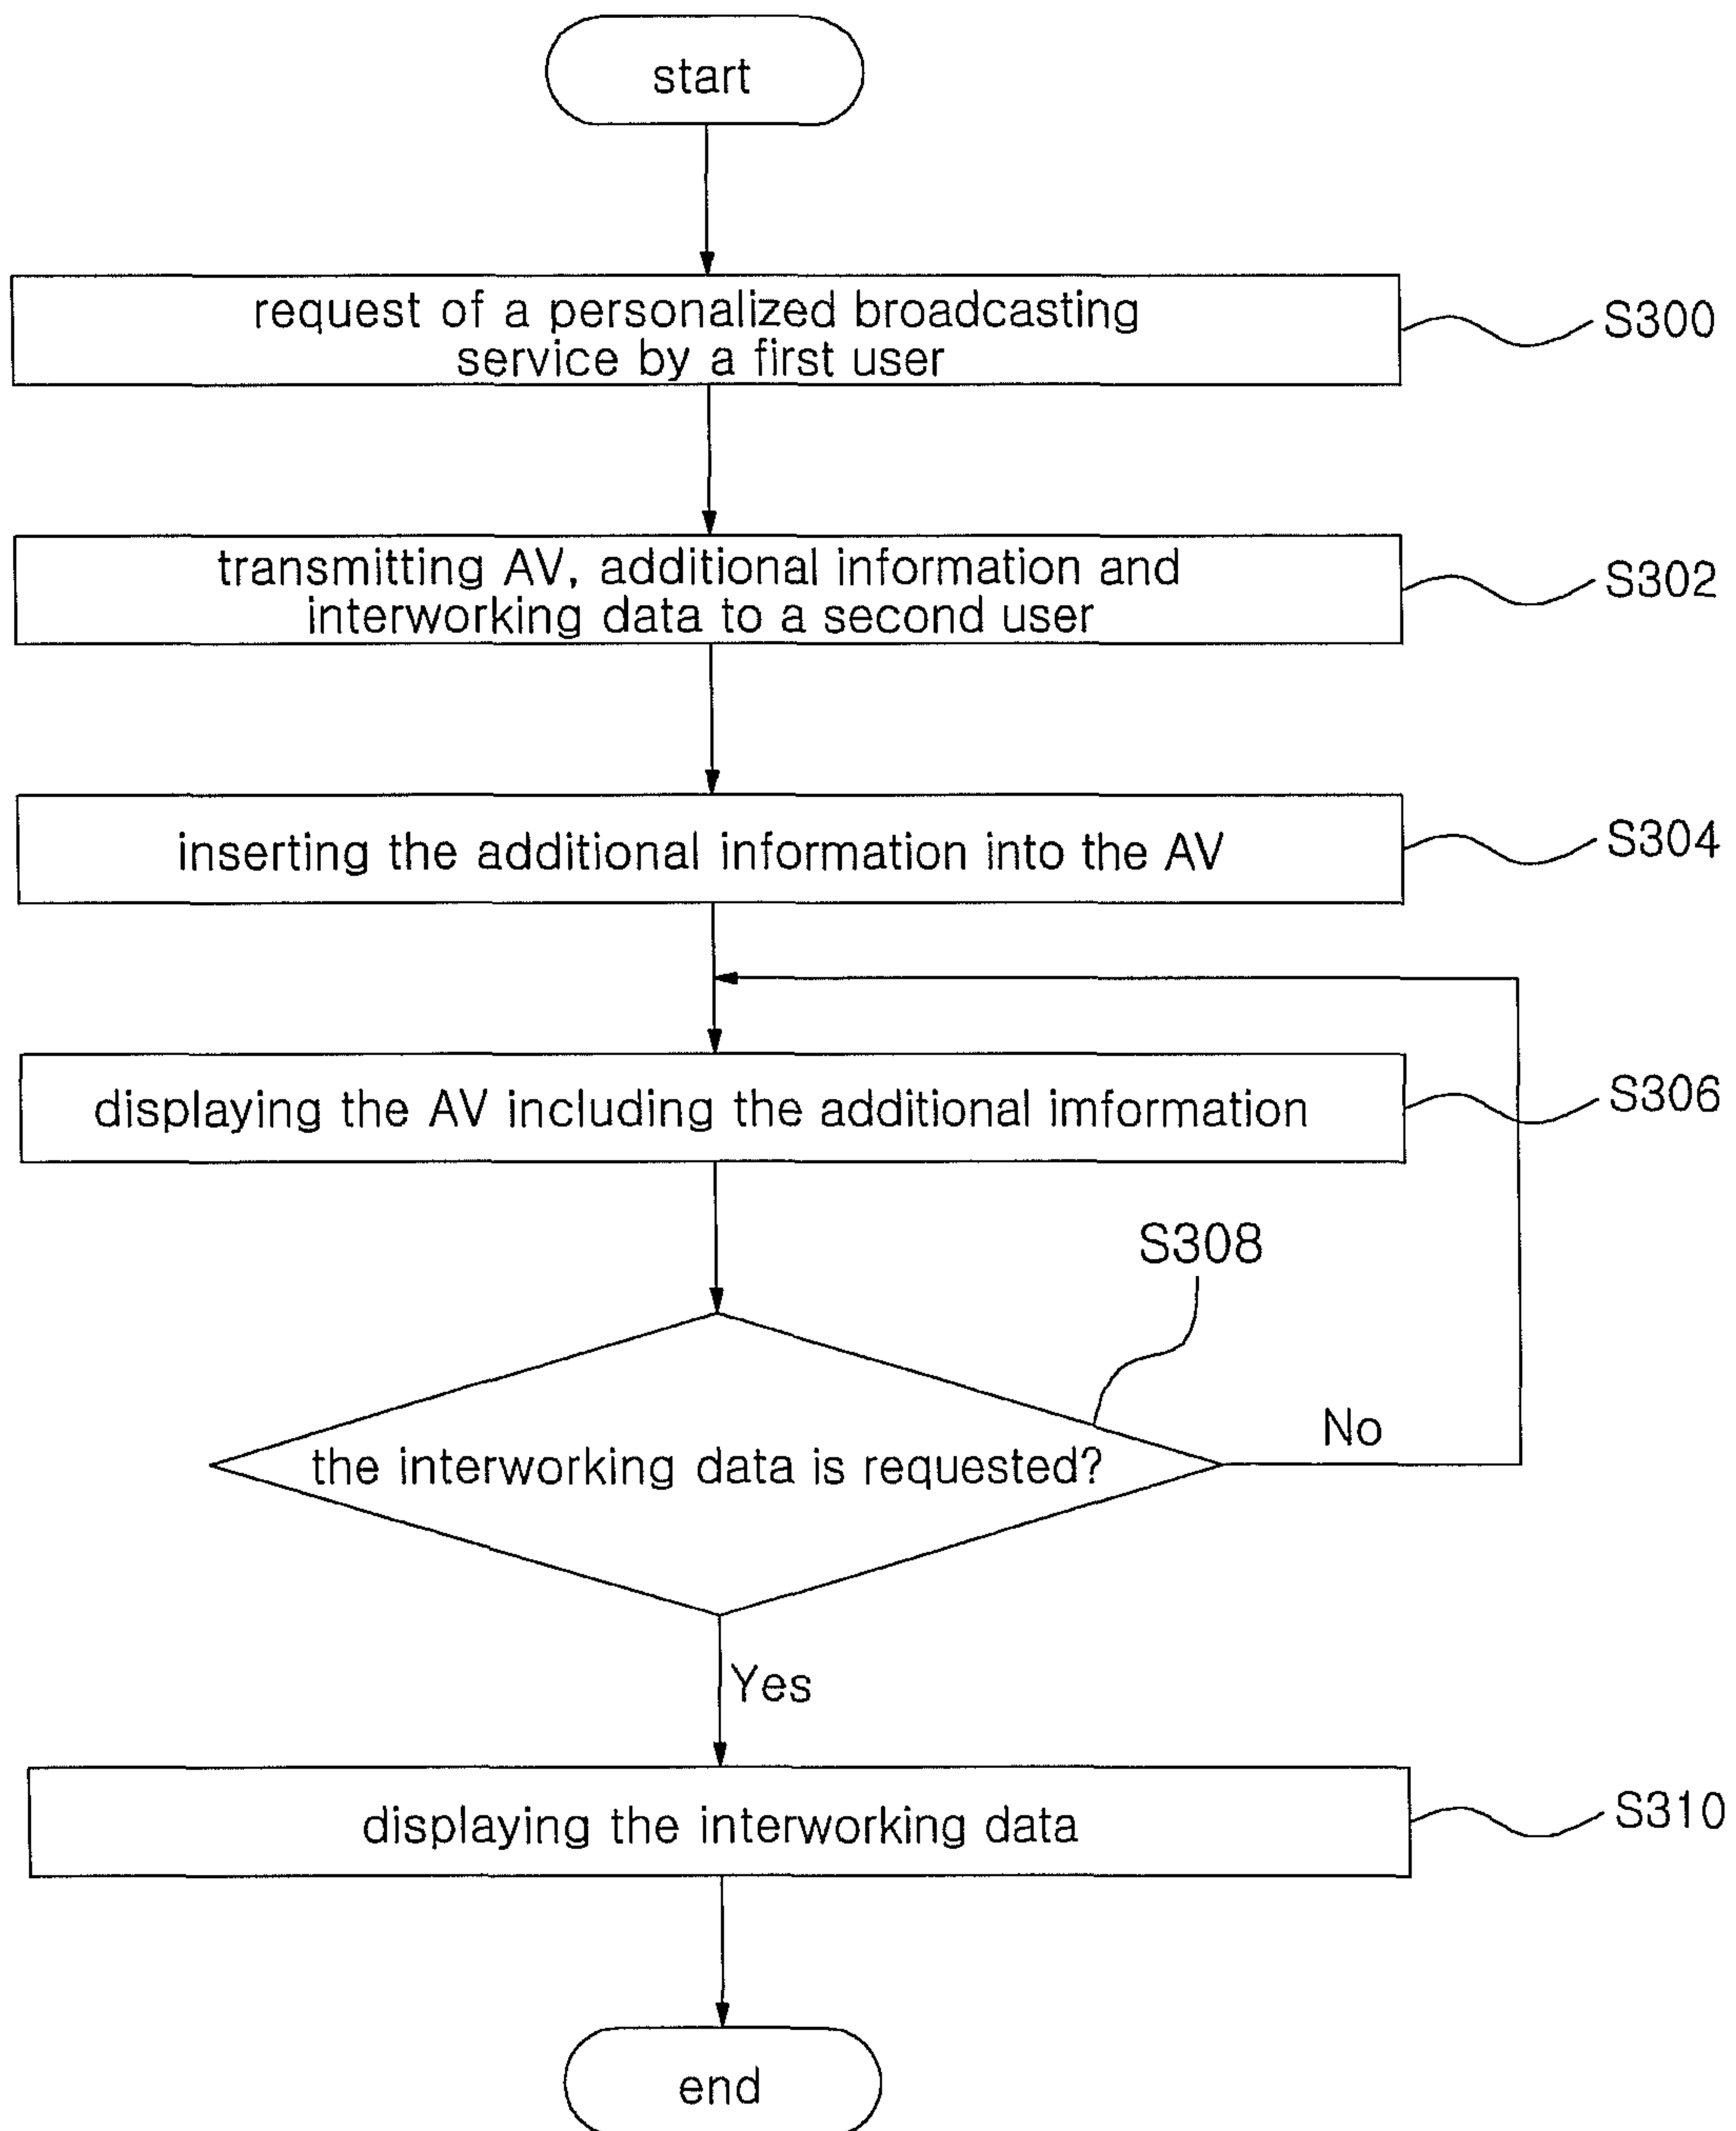 start
request of a personalized broadcasting
service by a first user
S300
transmitting AV, additional information and
interworking data to a second user
S302
inserting the additional information into the AV
S304
displaying the AV including the additional imformation
S306
S308
the interworking data is requested?
No
Yes
displaying the interworking data
S310
end